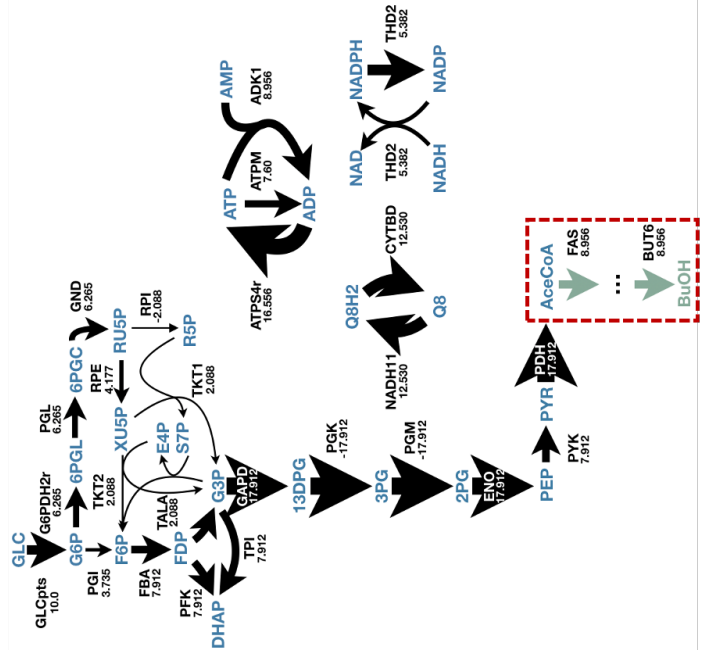 GLC
GLCpts
10.0
G6P
G6PDH2r
6.265
6PGL
PGL
6.265
6PGC
GND
6.265
PGI
3.735
F6P
TKT2
2.088
XU5P
RPE
4.177
RU5P
RPI
-2.088
R5P
E4P
S7P
TKT1
2.088
FBA
7.912
FDP
TALA
2.088
G3P
PFK
7.912
DHAP
TPI
7.912
GAPD
17.912
13DPG
PGK
-17.912
3PG
PGM
-17.912
2PG
ENO
17.912
PEP
PYK
7.912
PYR
PDH
17.912
AceCoA
FAS
8.956
...
BUT6
8.956
BuOH
ATP
AMP
ADK1
8.956
ATPM
7.60
ADP
ATPS4r
16.556
Q8H2
Q8
CYTBD
12.530
NADH11
12.530
NAD
NADPH
THD2
5.382
THD2
5.382
NADH
NADP